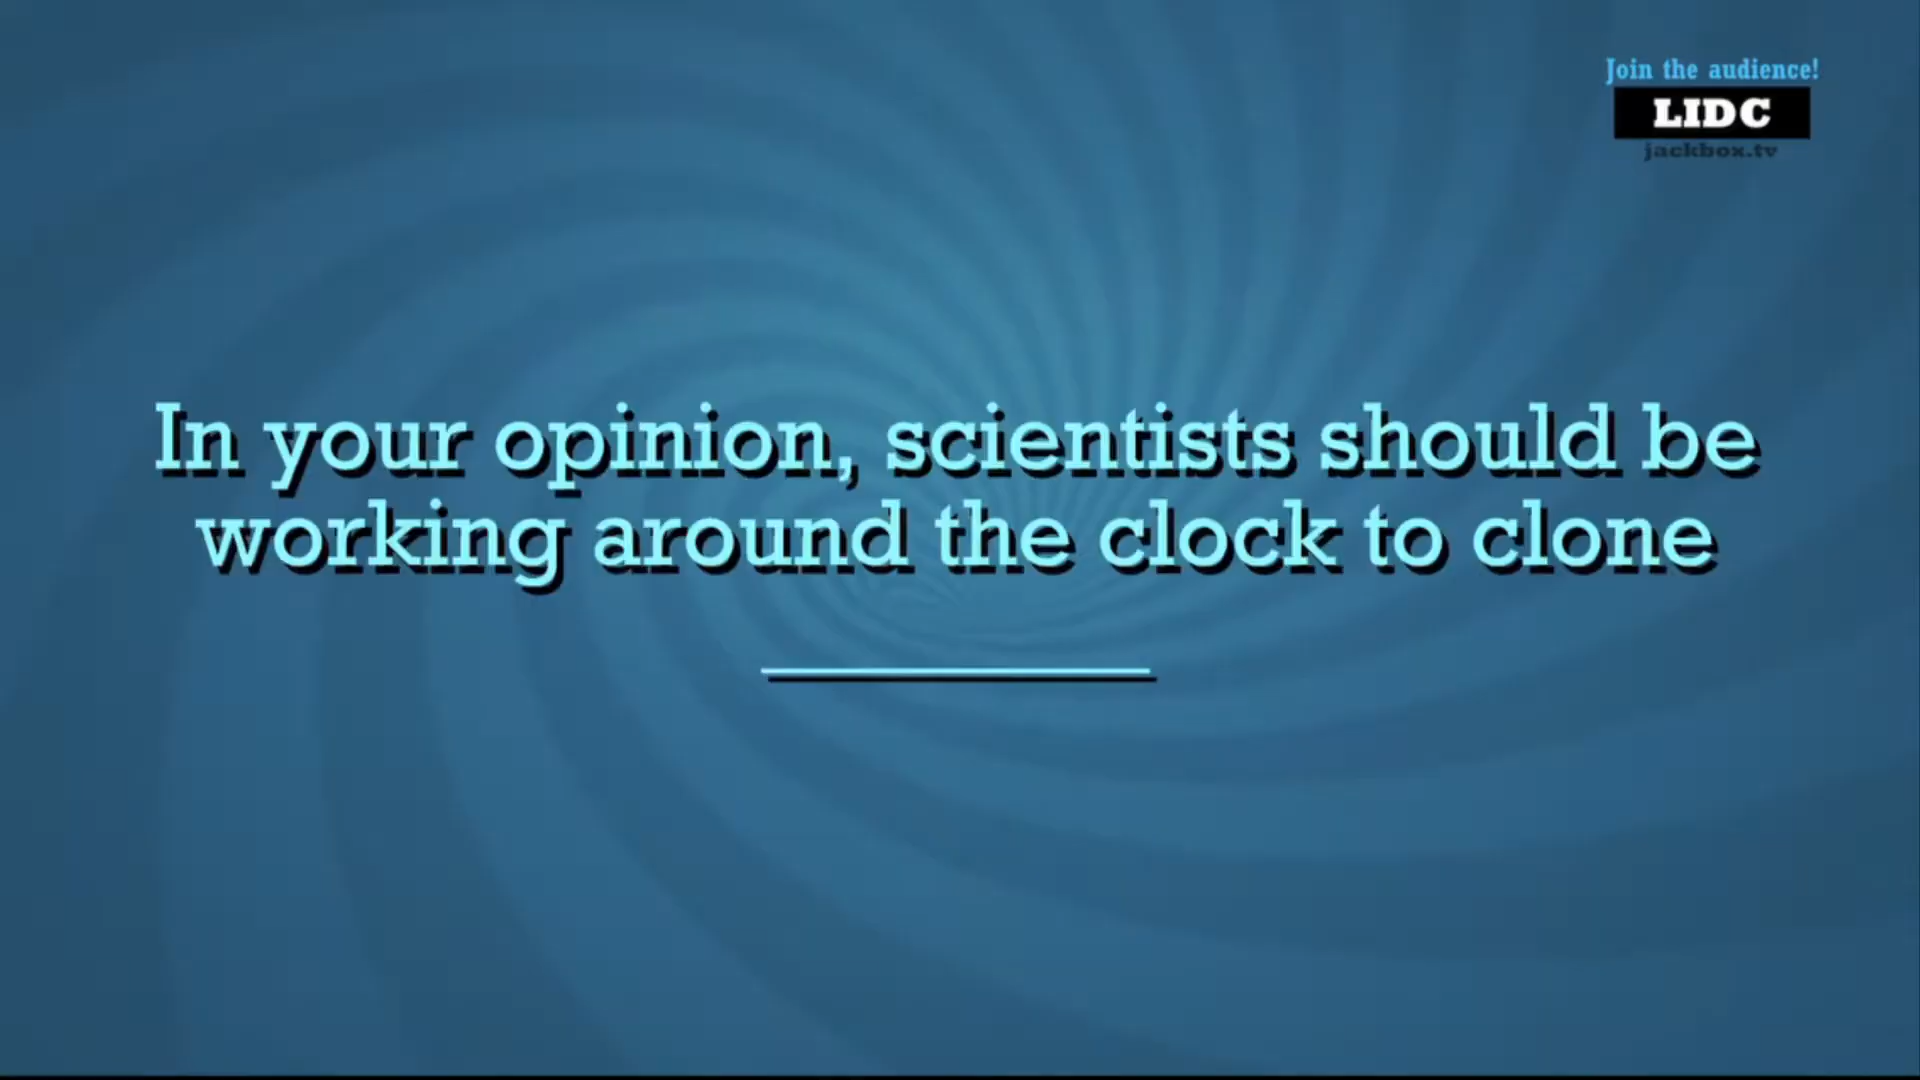 Join the audience!
LIDC
jackbox.tv
In your opinion, scientists should be
working around the clock to clone